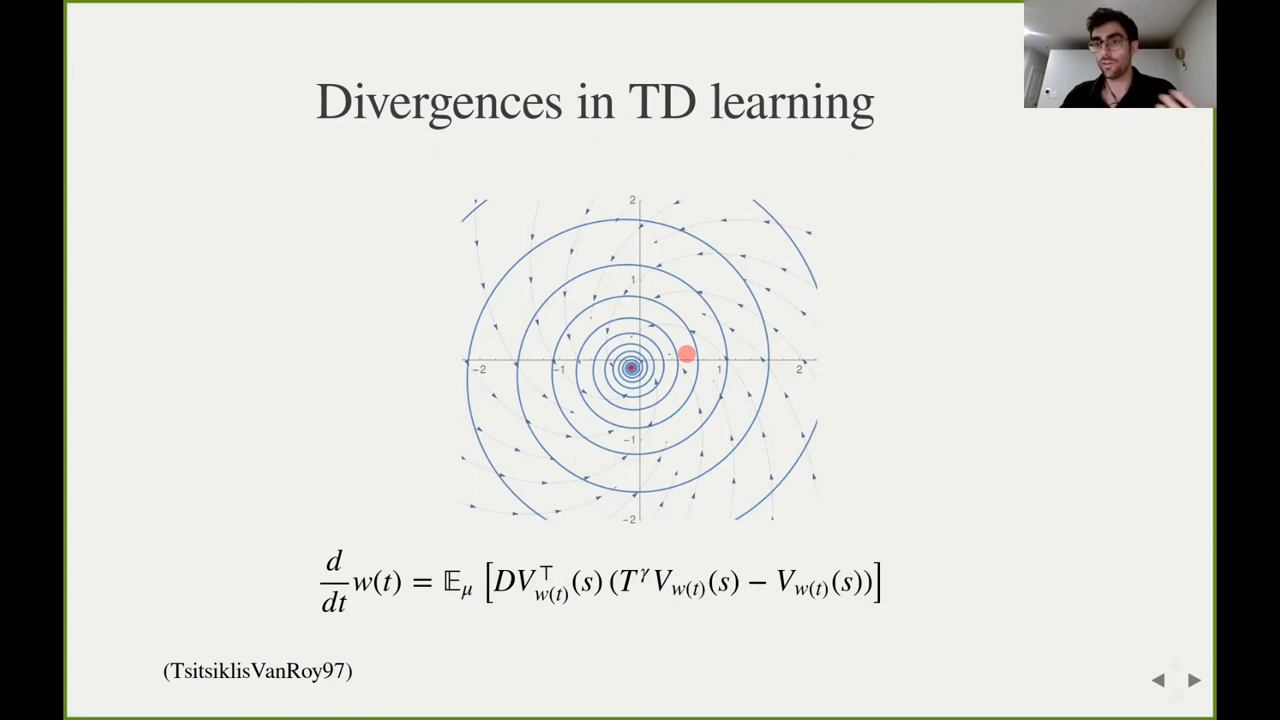 Divergences in TD learning
2
1
−2 −1 1 2
−1
−2
d/dt w(t) = 𝔼_μ [DV^⊤_{w(t)}(s) (T^γ V_{w(t)}(s) − V_{w(t)}(s))]
(TsitsiklisVanRoy97)